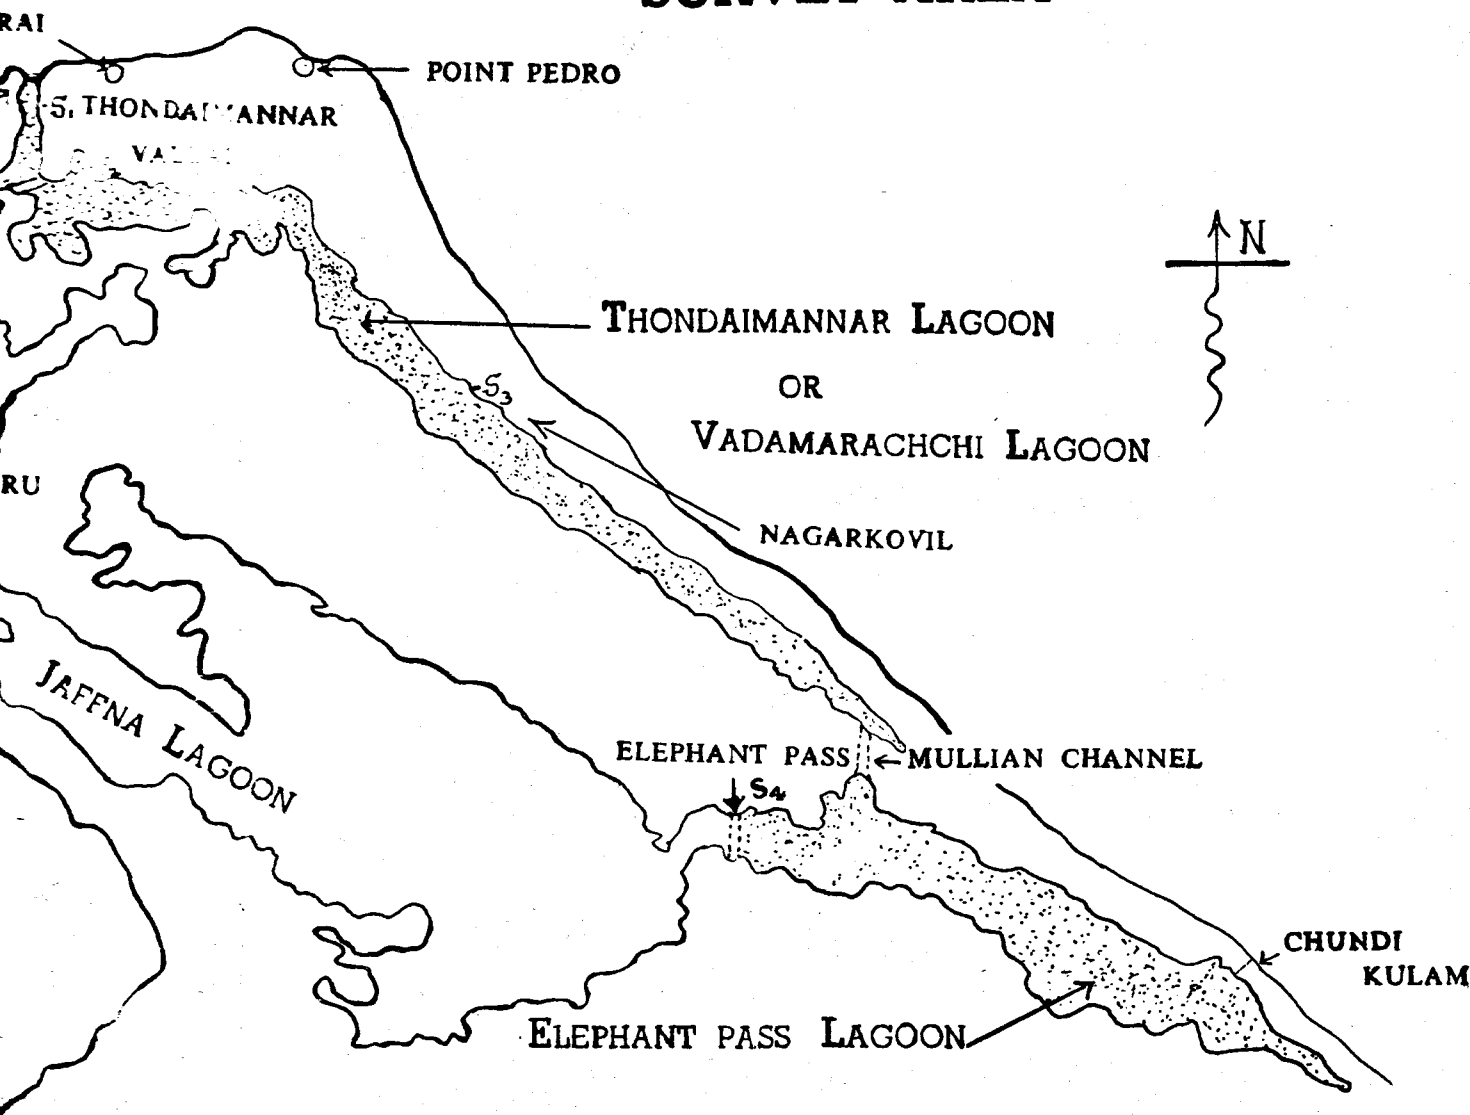 RAI
POINT PEDRO
S. THONDAIMANNAR
N
THONDAIMANNAR LAGOON
OR
S3
VADAMARACHCHI LAGOON
RU
NAGARKOVIL
JAFFNA LAGOON
ELEPHANT PASS
MULLIAN CHANNEL
S4
CHUNDI
KULAM
ELEPHANT PASS LAGOON